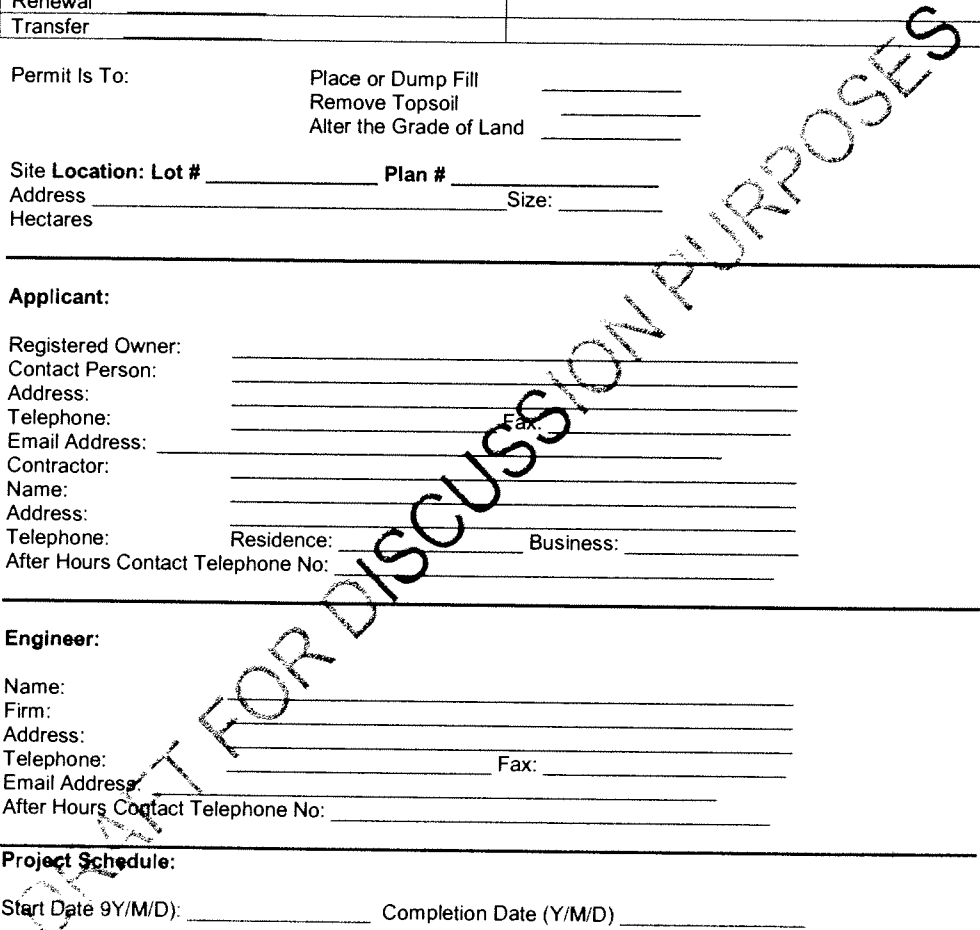 Renewal
Transfer
Permit Is To: Place or Dump Fill
Remove Topsoil
Alter the Grade of Land
Site Location: Lot # Plan #
Address Size:
Hectares
Applicant:
Registered Owner:
Contact Person:
Address:
Telephone: Fax:
Email Address:
Contractor:
Name:
Address:
Telephone: Residence: Business:
After Hours Contact Telephone No:
Engineer:
Name:
Firm:
Address:
Telephone: Fax:
Email Address:
After Hours Contact Telephone No:
Project Schedule:
Start Date 9Y/M/D): Completion Date (Y/M/D)
DRAFT FOR DISCUSSION PURPOSES